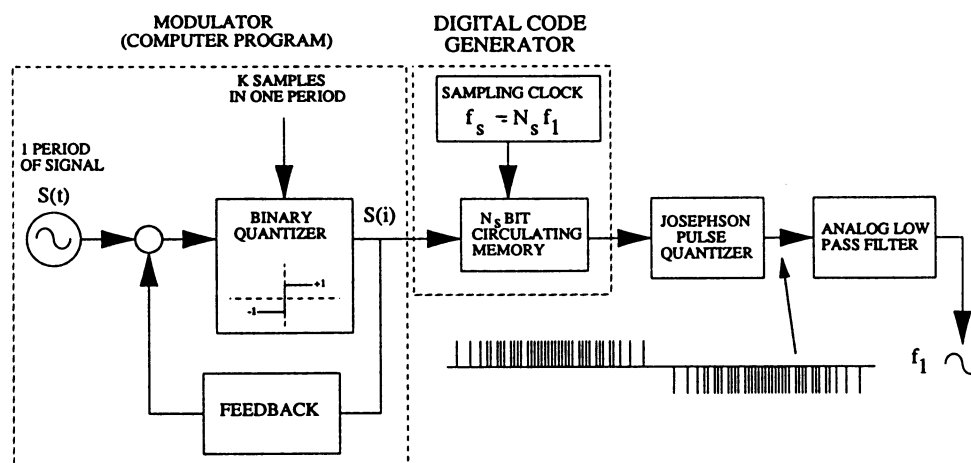 MODULATOR
(COMPUTER PROGRAM)
DIGITAL CODE
GENERATOR
K SAMPLES
IN ONE PERIOD
SAMPLING CLOCK
f_s = N_s f_1
1 PERIOD
OF SIGNAL
S(t)
BINARY
QUANTIZER
+1
-1
S(i)
N_S BIT
CIRCULATING
MEMORY
JOSEPHSON
PULSE
QUANTIZER
ANALOG LOW
PASS FILTER
FEEDBACK
f_1